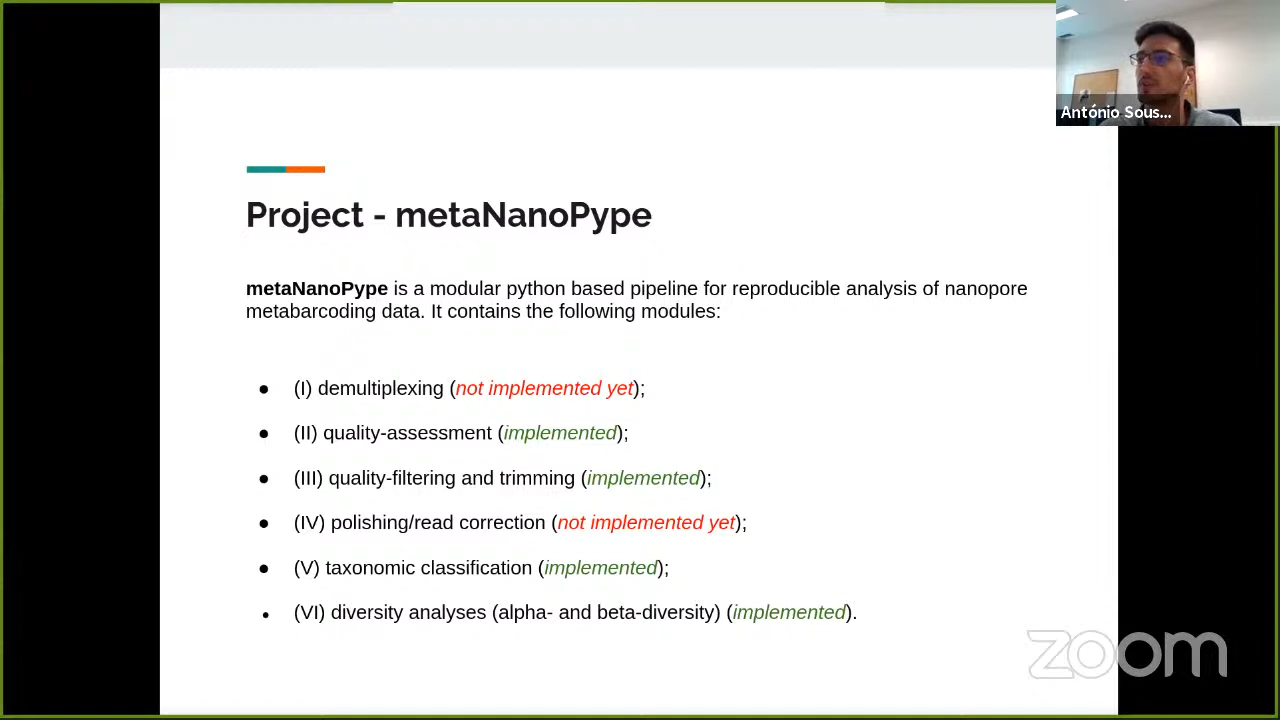 António Sous...
Project - metaNanoPype
metaNanoPype is a modular python based pipeline for reproducible analysis of nanopore
metabarcoding data. It contains the following modules:
● (I) demultiplexing (not implemented yet);
● (II) quality-assessment (implemented);
● (III) quality-filtering and trimming (implemented);
● (IV) polishing/read correction (not implemented yet);
● (V) taxonomic classification (implemented);
● (VI) diversity analyses (alpha- and beta-diversity) (implemented).
zoom